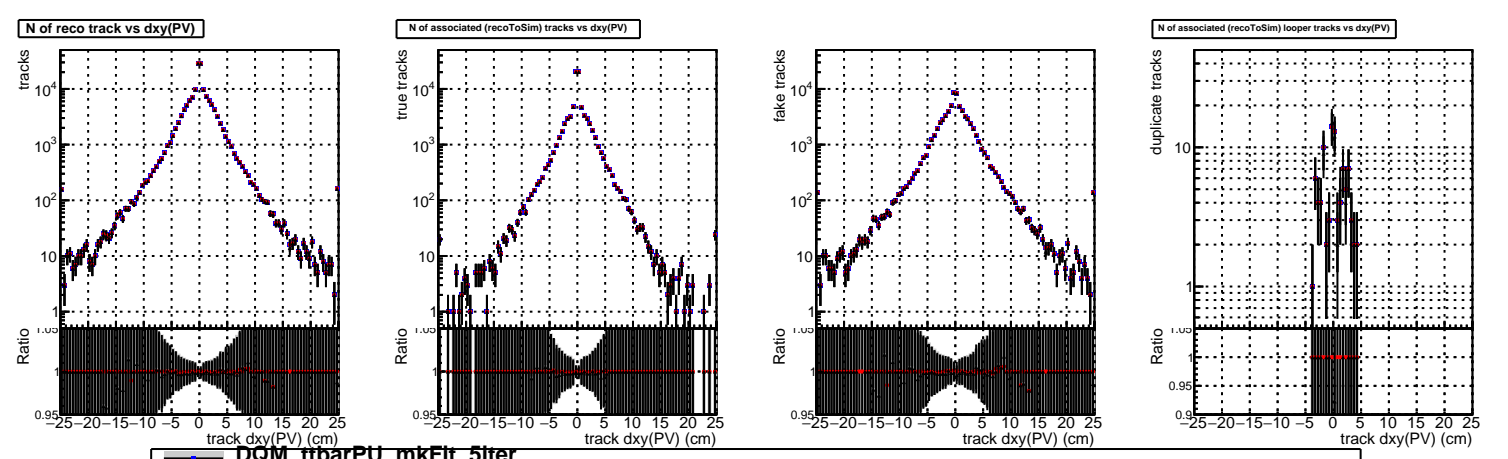 N of reco track vs dxy(PV)
tracks
10⁴
10³
10²
10
1
Ratio
1.05
1
0.95
−25 −20 −15 −10 −5 0 5 10 15 20 25
track dxy(PV) (cm)
N of associated (recoToSim) tracks vs dxy(PV)
true tracks
10⁴
10³
10²
10
1
Ratio
1.05
1
0.95
−25 −20 −15 −10 −5 0 5 10 15 20 25
track dxy(PV) (cm)
fake tracks
10⁴
10³
10²
10
1
Ratio
1.05
1
0.95
−25 −20 −15 −10 −5 0 5 10 15 20 25
track dxy(PV) (cm)
N of associated (recoToSim) looper tracks vs dxy(PV)
duplicate tracks
10
1
Ratio
1.05
1
0.95
0.9
−25 −20 −15 −10 −5 0 5 10 15 20 25
track dxy(PV) (cm)
DQM_ttbarPU_mkFit_5iter